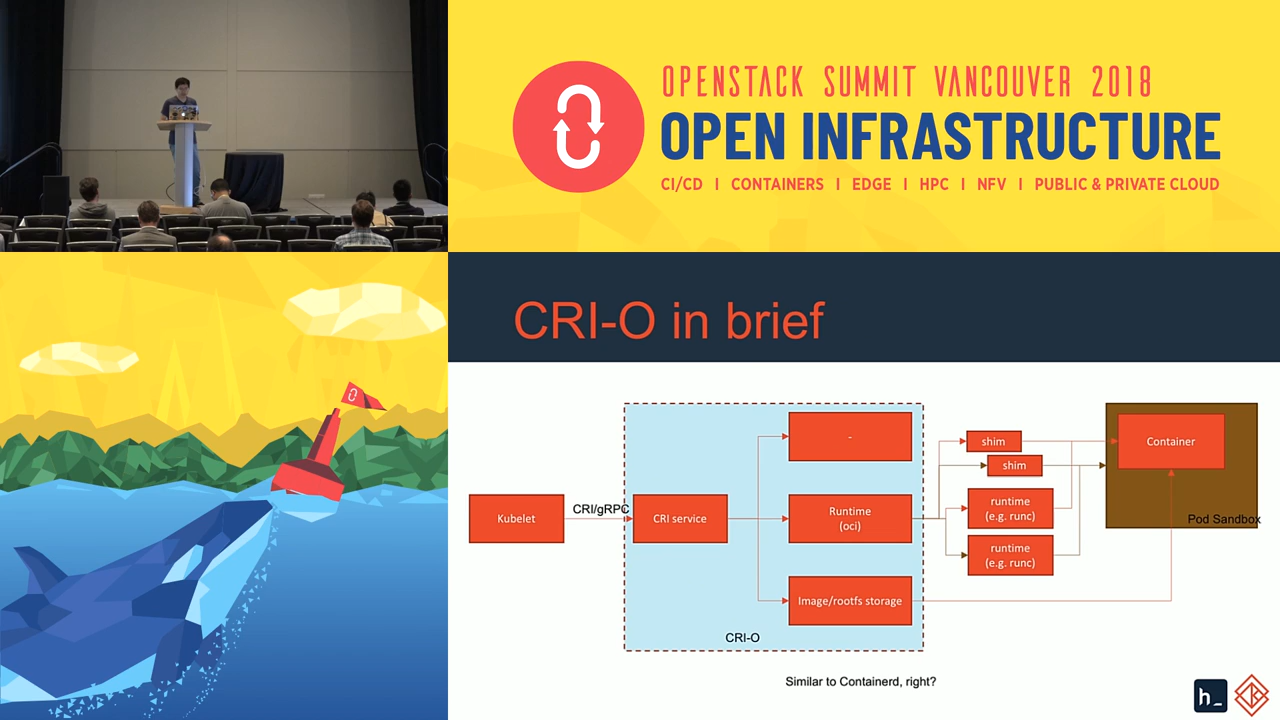 OPENSTACK SUMMIT VANCOUVER 2018
OPEN INFRASTRUCTURE
CI/CD I CONTAINERS I EDGE I HPC I NFV I PUBLIC & PRIVATE CLOUD
CRI-O in brief
Kubelet
CRI/gRPC
CRI service
-
Runtime
(oci)
Image/rootfs storage
CRI-O
shim
shim
runtime
(e.g. runc)
runtime
(e.g. runc)
Container
Pod Sandbox
Similar to Containerd, right?
h_